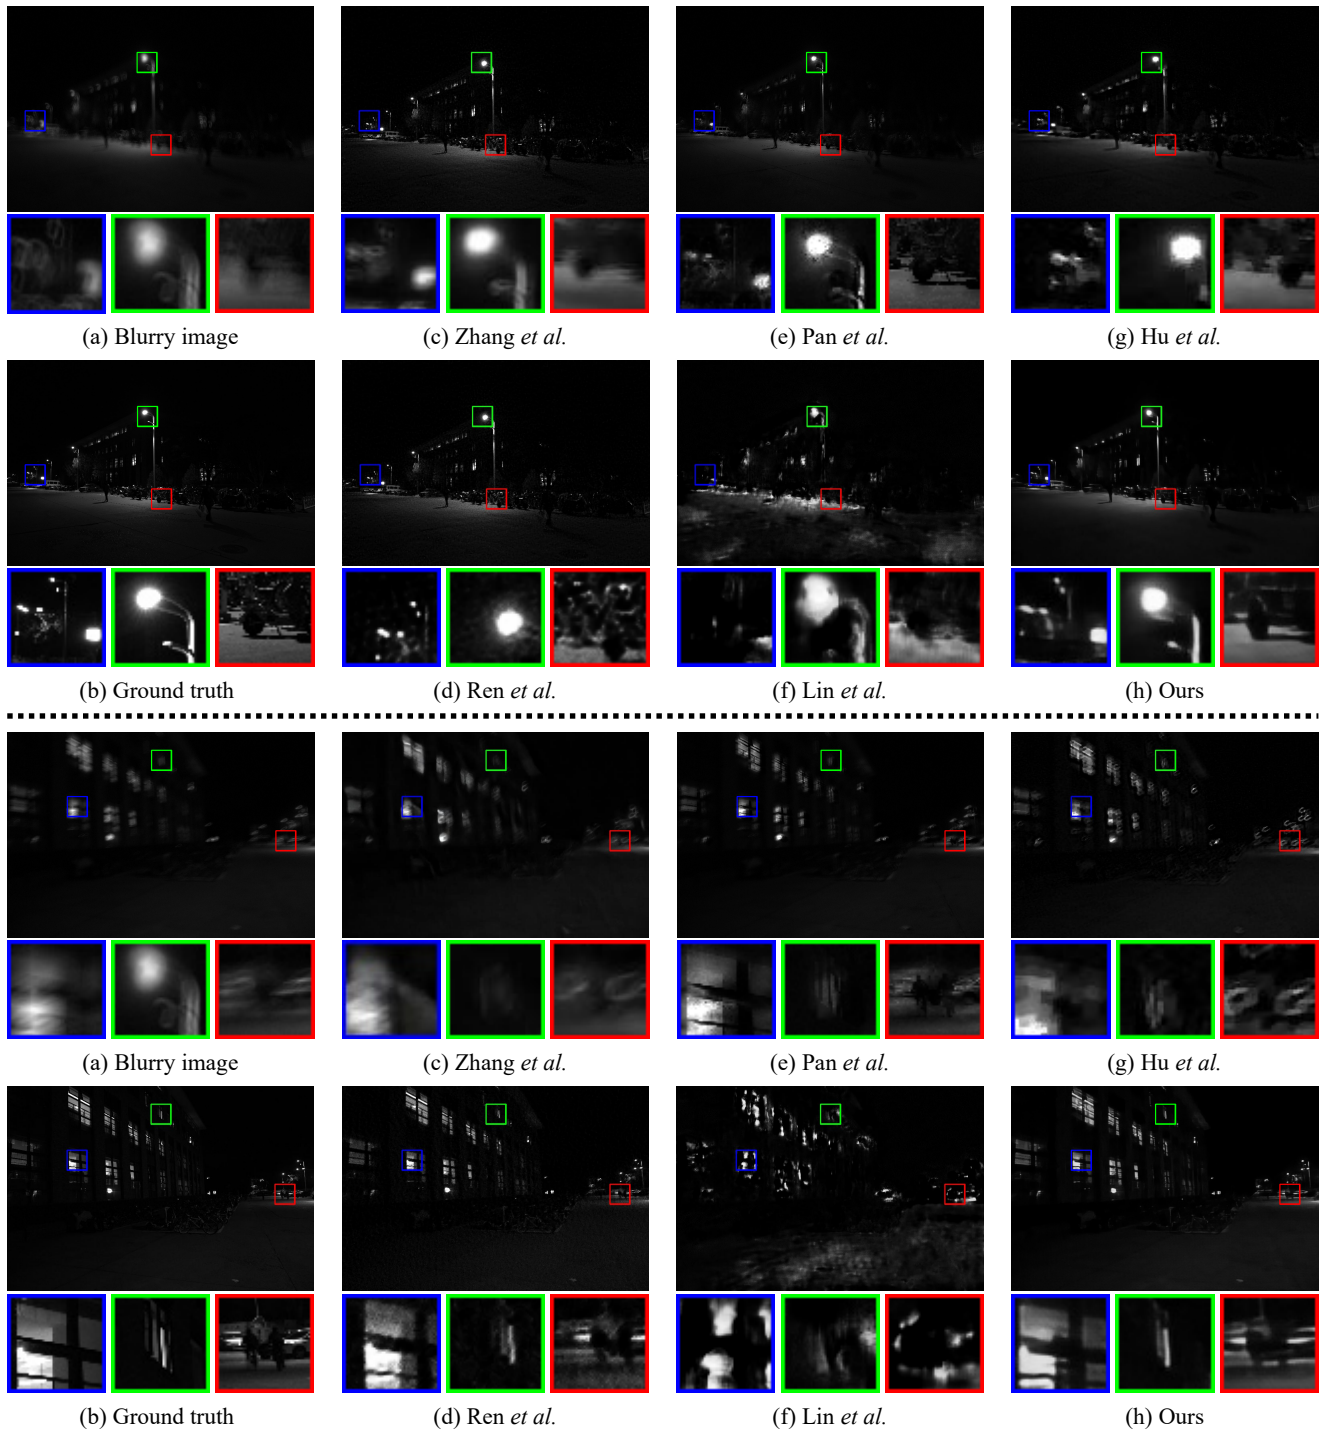 (a) Blurry image
(c) Zhang et al.
(e) Pan et al.
(g) Hu et al.
(b) Ground truth
(d) Ren et al.
(f) Lin et al.
(h) Ours
(a) Blurry image
(c) Zhang et al.
(e) Pan et al.
(g) Hu et al.
(b) Ground truth
(d) Ren et al.
(f) Lin et al.
(h) Ours